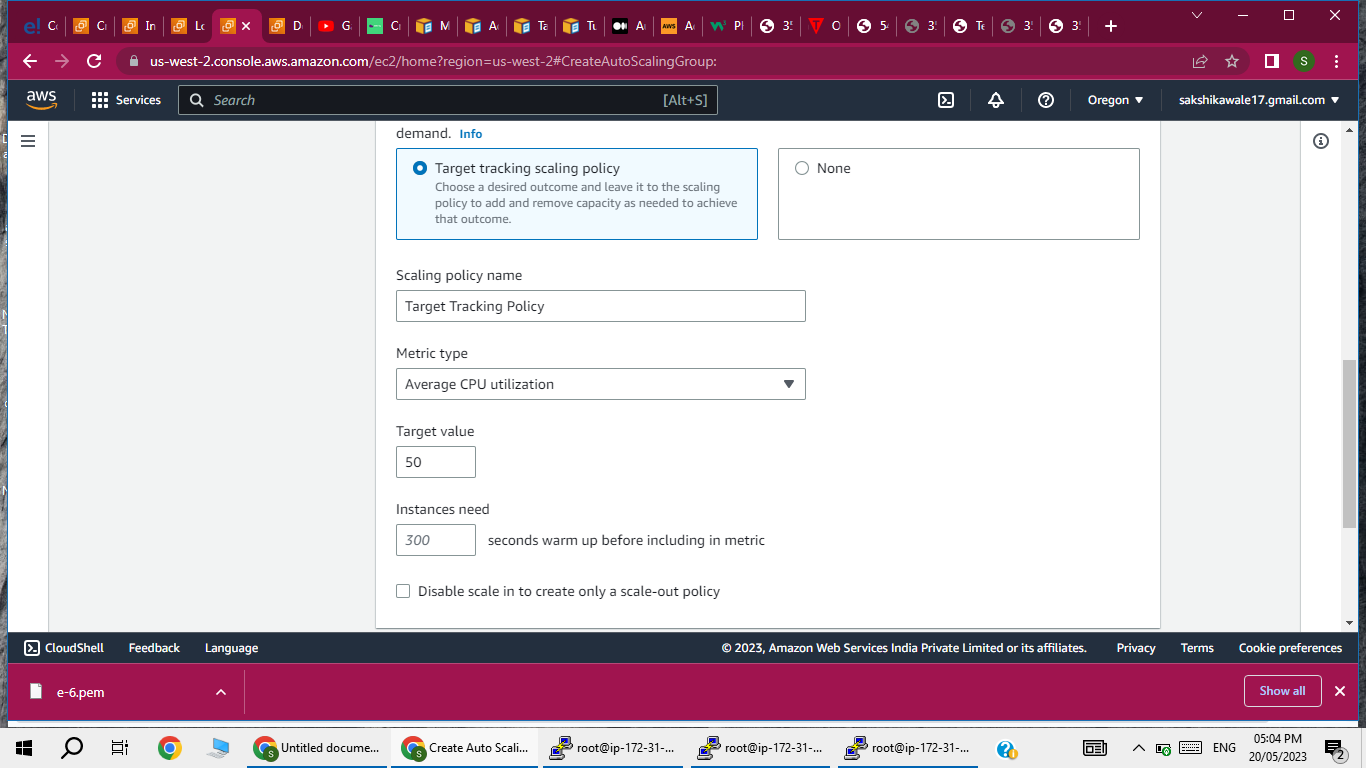 us-west-2.console.aws.amazon.com/ec2/home?region=us-west-2#CreateAutoScalingGroup:
S
aws
Services
Search
[Alt+S]
Oregon
sakshikawale17.gmail.com
demand. Info
Target tracking scaling policy
Choose a desired outcome and leave it to the scaling
policy to add and remove capacity as needed to achieve
that outcome.
None
Scaling policy name
Target Tracking Policy
Metric type
Average CPU utilization
Target value
50
Instances need
300 seconds warm up before including in metric
Disable scale in to create only a scale-out policy
CloudShell
Feedback
Language
© 2023, Amazon Web Services India Private Limited or its affiliates.
Privacy
Terms
Cookie preferences
e-6.pem
Show all
Untitled docume...
Create Auto Scali...
root@ip-172-31-...
root@ip-172-31-...
root@ip-172-31-...
ENG
05:04 PM
20/05/2023
2